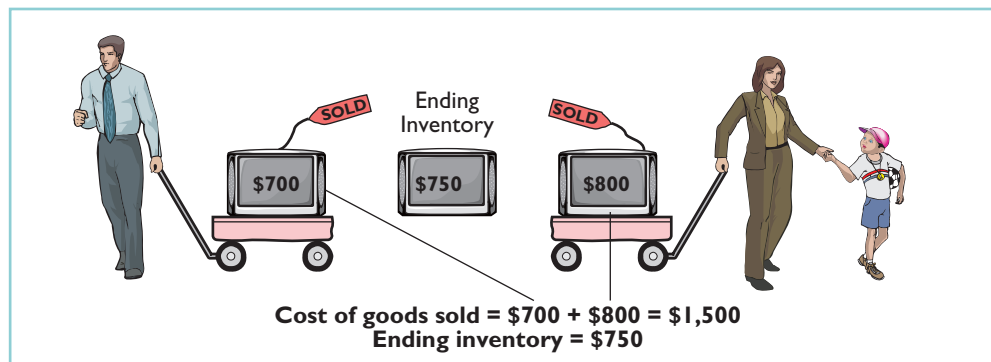 SOLD
Ending
Inventory
SOLD
$700
$750
$800
Cost of goods sold = $700 + $800 = $1,500
Ending inventory = $750